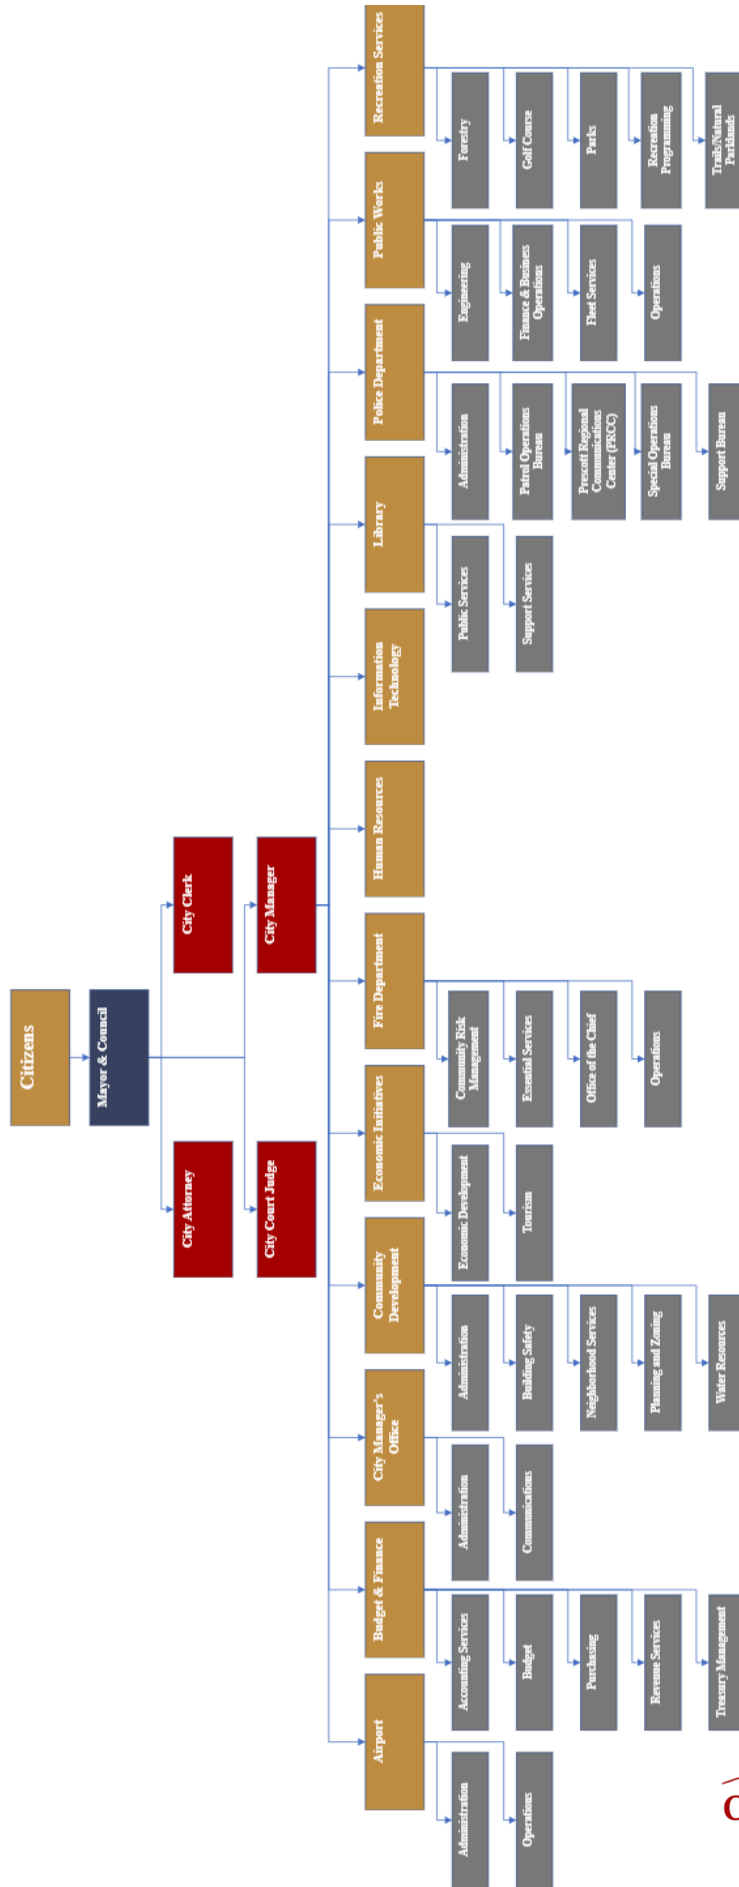 Citizens
Mayor & Council
City Attorney
City Clerk
City Court Judge
City Manager
Airport
Administration
Operations
Budget & Finance
Accounting Services
Budget
Purchasing
Revenue Services
Treasury Management
City Manager's
Office
Administration
Communications
Community
Development
Administration
Building Safety
Neighborhood Services
Planning and Zoning
Water Resources
Economic Initiatives
Economic Development
Tourism
Fire Department
Community Risk
Management
Essential Services
Office of the Chief
Operations
Human Resources
Information
Technology
Library
Public Services
Support Services
Police Department
Administration
Patrol Operations
Bureau
Prescott Regional
Communications
Center (PRCC)
Special Operations
Bureau
Support Bureau
Public Works
Engineering
Finance & Business
Operations
Fleet Services
Operations
Recreation Services
Forestry
Golf Course
Parks
Recreation
Programming
Trails/Natural
Parklands